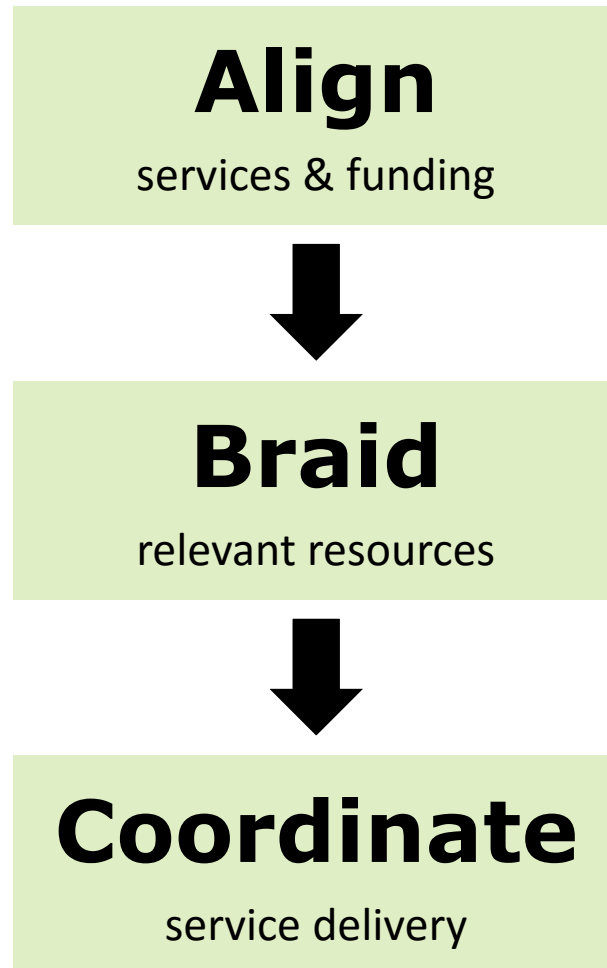 Align
services & funding
Braid
relevant resources
Coordinate
service delivery